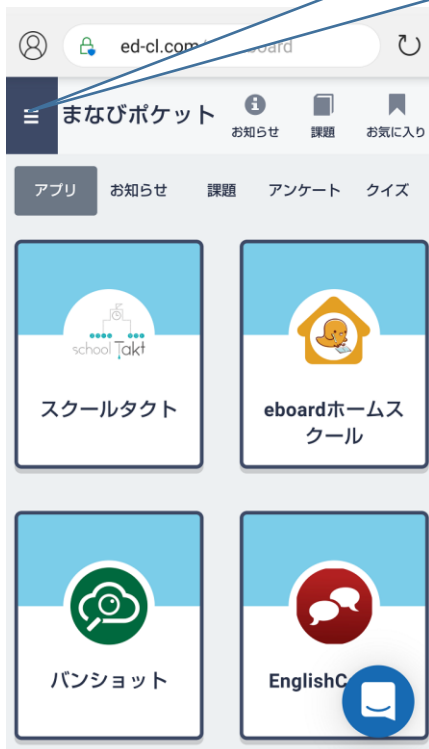 ed-cl.com
まなびポケット
お知らせ
課題
お気に入り
アプリ
お知らせ
課題
アンケート
クイズ
school Takt
スクールタクト
eboardホームス
クール
バンショット
EnglishC